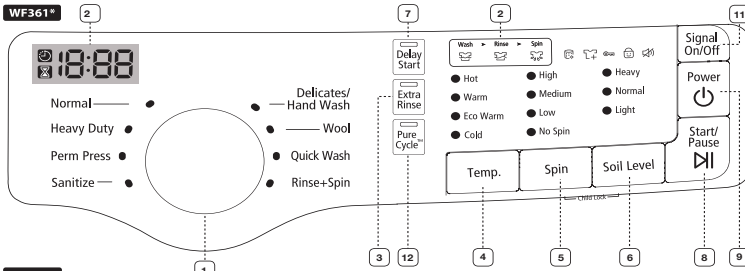 WF361*
2
7
2
11
18:88
Delay
Start
Wash ► Rinse ► Spin
Signal
On/Off
Normal
Heavy Duty
Perm Press
Sanitize
Delicates/
Hand Wash
Wool
Quick Wash
Rinse+Spin
Extra
Rinse
Pure
Cycle™
Hot
Warm
Eco Warm
Cold
High
Medium
Low
No Spin
Heavy
Normal
Light
Power
Start/
Pause
Temp.
Spin
Soil Level
Child Lock
1
3
12
4
5
6
8
9